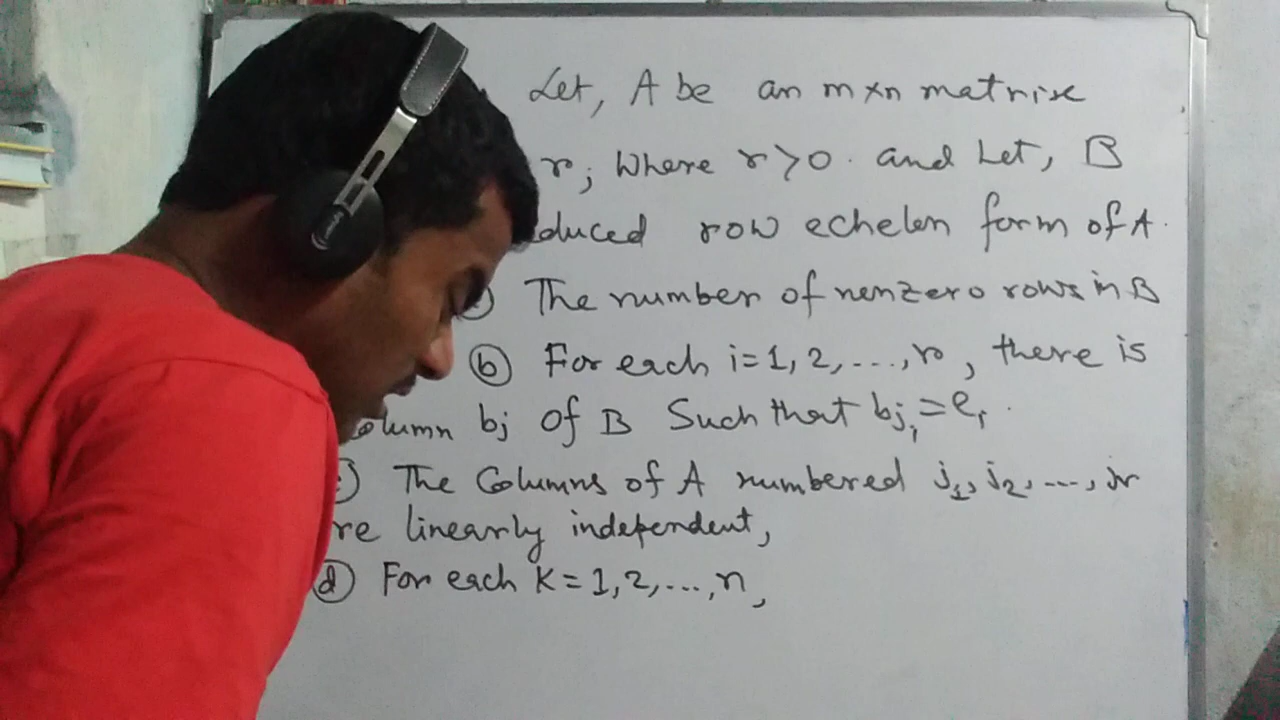 Let, A be an m×n matrix
r; Where r>0. and Let, B
duced row echelon form of A.
The number of nonzero rows in B
ⓑ For each i=1, 2, ..., r, there is
olumn bj of B Such that bjᵢ=eᵢ.
The Columns of A numbered j₁, j₂, ..., jr
re linearly independent,
ⓓ For each K=1, 2, ..., n,